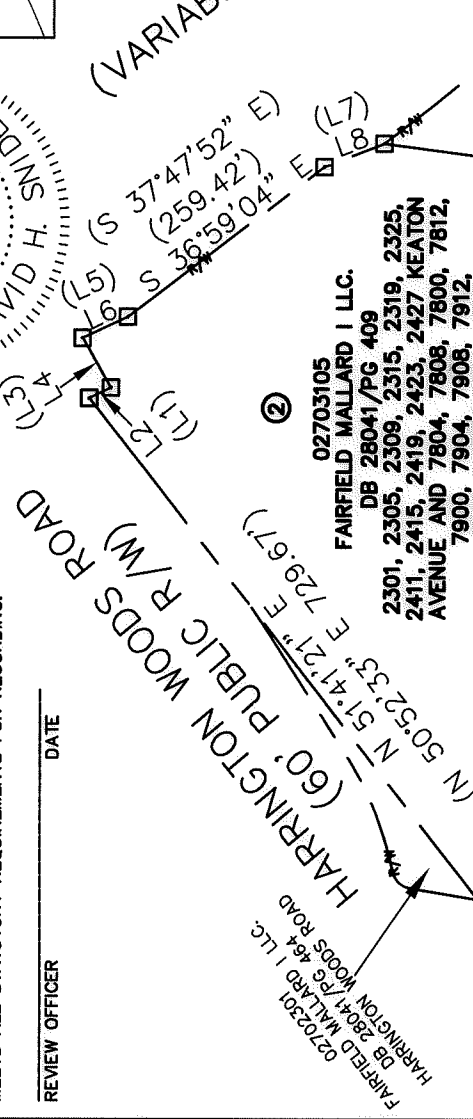 DAVID H. SNIDE
(VARIAB
REVIEW OFFICER DATE
(L3)
L4
(L5)
L6
L2
(L1)
(S 37°47'52" E)
(259.42')
S 36°59'04" E
R/W
L8
(L7)
R/W
HARRINGTON WOODS ROAD
(60' PUBLIC R/W)
N 51°41'21" E
(N 50°52'33" E 729.67')
R/W
02702301
FAIRFIELD MALLARD I LLC.
DB 28041/PG 464
HARRINGTON WOODS ROAD
2
02703105
FAIRFIELD MALLARD I LLC.
DB 28041/PG 409
2301, 2305, 2309, 2315, 2319, 2325,
2411, 2415, 2419, 2423, 2427 KEATON
AVENUE AND 7804, 7808, 7800, 7812,
7900, 7904, 7908, 7912,